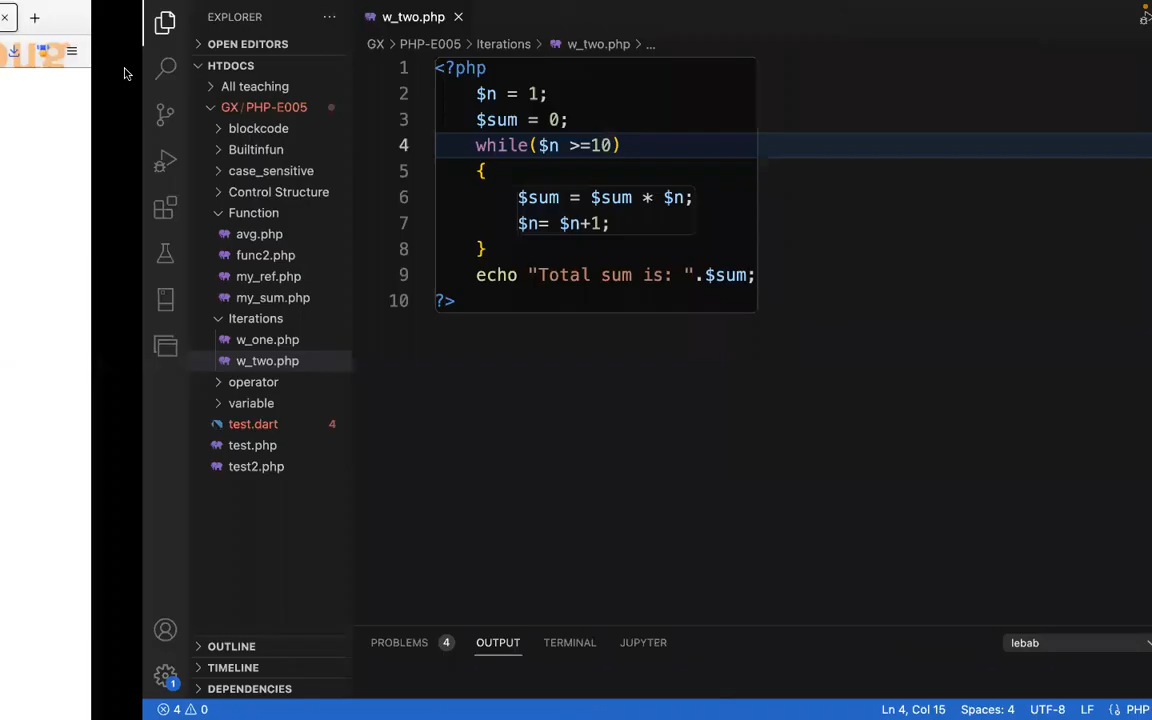 EXPLORER
OPEN EDITORS
HTDOCS
All teaching
GX/PHP-E005
blockcode
Builtinfun
case_sensitive
Control Structure
Function
avg.php
func2.php
my_ref.php
my_sum.php
Iterations
w_one.php
w_two.php
operator
variable
test.dart 4
test.php
test2.php
OUTLINE
TIMELINE
DEPENDENCIES
1
w_two.php
GX > PHP-E005 > Iterations > w_two.php > ...
1 <?php
2 $n = 1;
3 $sum = 0;
4 while($n >=10)
5 {
6 $sum = $sum * $n;
7 $n= $n+1;
8 }
9 echo "Total sum is: ".$sum;
10 ?>
PROBLEMS 4 OUTPUT TERMINAL JUPYTER
lebab
4 0 Ln 4, Col 15 Spaces: 4 UTF-8 LF {} PHP